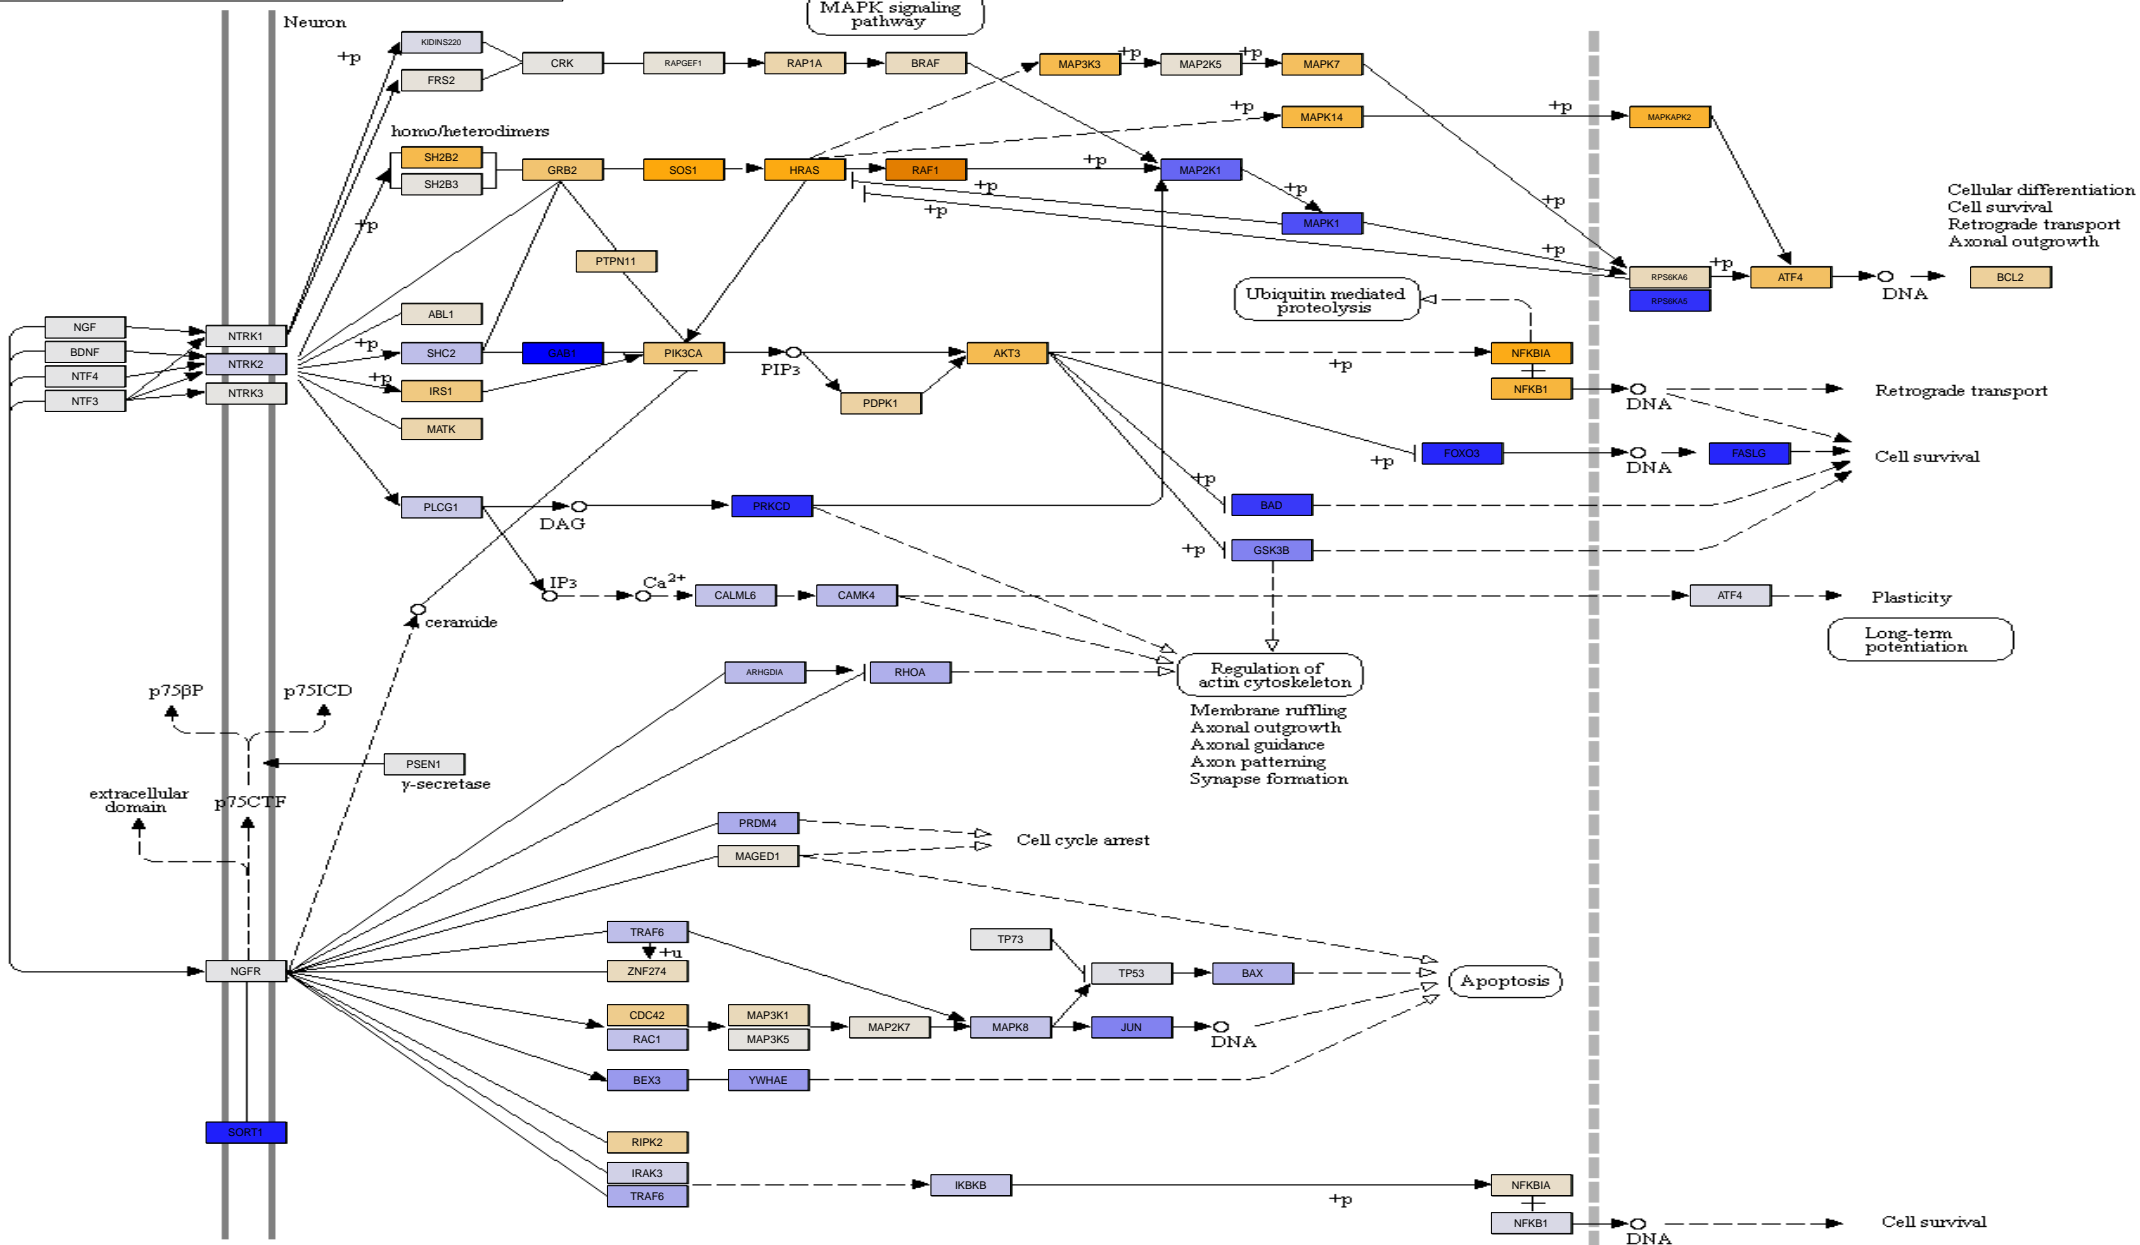 MAPK signaling
pathway
Neuron
+p
KIDINS220
FRS2
CRK
RAPGEF1
RAP1A
BRAF
MAP3K3
+p
MAP2K5
+p
MAPK7
+p
MAPK14
+p
MAPKAPK2
homo/heterodimers
SH2B2
SH2B3
GRB2
SOS1
HRAS
RAF1
+p
MAP2K1
+p
+p
+p
MAPK1
+p
+p
+p
PTPN11
RPS6KA6
RPS6KA5
+p
ATF4
DNA
Cellular differentiation
Cell survival
Retrograde transport
Axonal outgrowth
BCL2
Ubiquitin mediated
proteolysis
NGF
BDNF
NTF4
NTF3
NTRK1
NTRK2
NTRK3
ABL1
+p
SHC2
GAB1
PIK3CA
PIP3
PDPK1
AKT3
+p
NFKBIA
NFKB1
DNA
Retrograde transport
+p
IRS1
MATK
+p
FOXO3
DNA
FASLG
Cell survival
PLCG1
DAG
PRKCD
+p
BAD
+p
GSK3B
IP3
Ca2+
CALML6
CAMK4
ATF4
Plasticity
Long-term
potentiation
ceramide
ARHGDIA
RHOA
Regulation of
actin cytoskeleton
Membrane ruffling
Axonal outgrowth
Axonal guidance
Axon patterning
Synapse formation
p75βP
p75ICD
PSEN1
γ-secretase
extracellular
domain
p75CTF
PRDM4
MAGED1
Cell cycle arrest
TRAF6
+u
ZNF274
TP73
TP53
BAX
Apoptosis
NGFR
CDC42
RAC1
MAP3K1
MAP3K5
MAP2K7
MAPK8
JUN
DNA
BEX3
YWHAE
SORT1
RIPK2
IRAK3
TRAF6
IKBKB
+p
NFKBIA
NFKB1
DNA
Cell survival